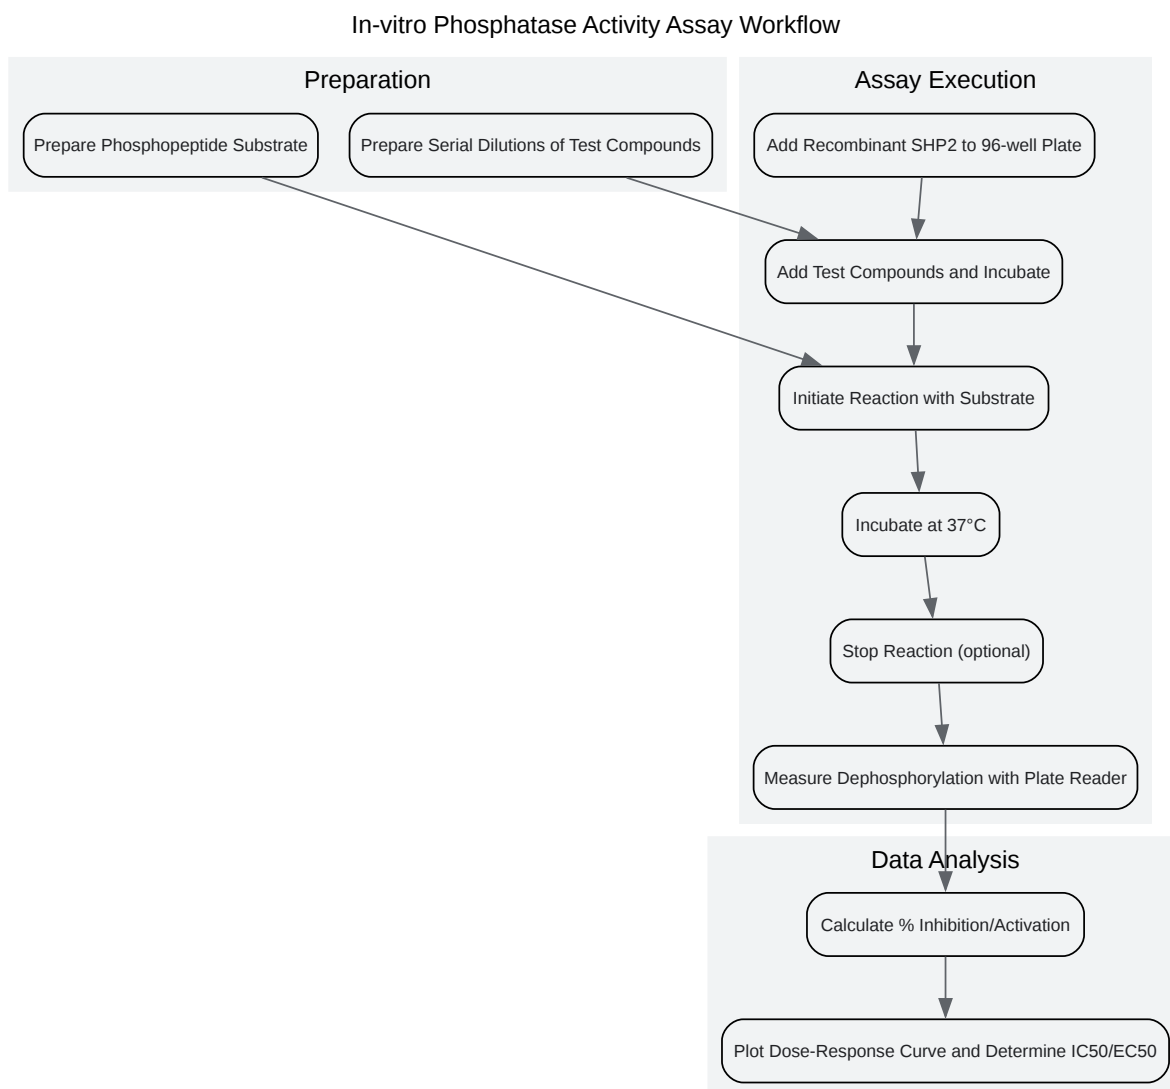 In-vitro Phosphatase Activity Assay Workflow
Preparation
Prepare Phosphopeptide Substrate
Prepare Serial Dilutions of Test Compounds
Assay Execution
Add Recombinant SHP2 to 96-well Plate
Add Test Compounds and Incubate
Initiate Reaction with Substrate
Incubate at 37°C
Stop Reaction (optional)
Measure Dephosphorylation with Plate Reader
Data Analysis
Calculate % Inhibition/Activation
Plot Dose-Response Curve and Determine IC50/EC50